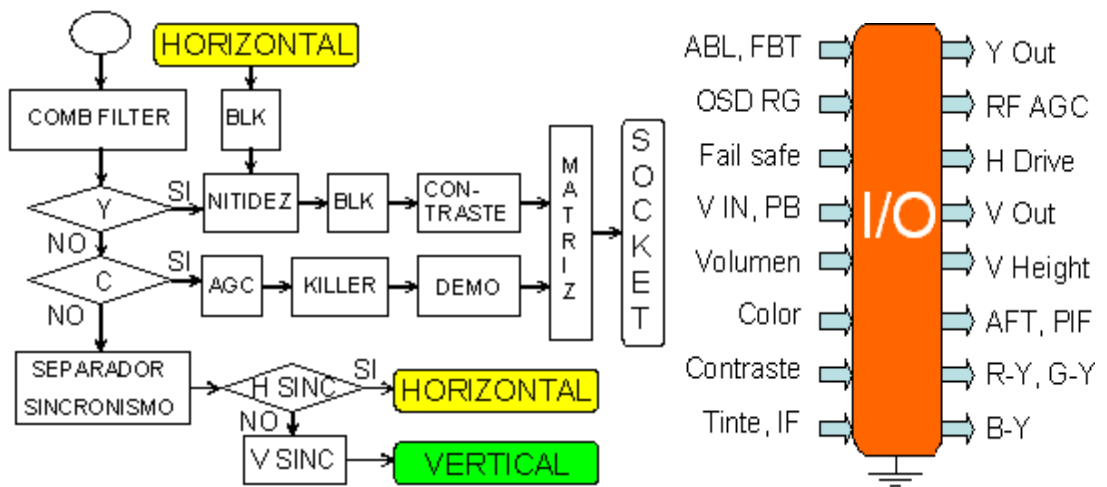 HORIZONTAL
COMB FILTER
BLK
Y
SI
NITIDEZ
BLK
CON-
TRASTE
NO
C
SI
AGC
KILLER
DEMO
NO
MATRIZ
SOCKET
SEPARADOR
SINCRONISMO
H SINC
SI
HORIZONTAL
NO
V SINC
VERTICAL
ABL, FBT
OSD RG
Fail safe
V IN, PB
Volumen
Color
Contraste
Tinte, IF
I/O
Y Out
RF AGC
H Drive
V Out
V Height
AFT, PIF
R-Y, G-Y
B-Y